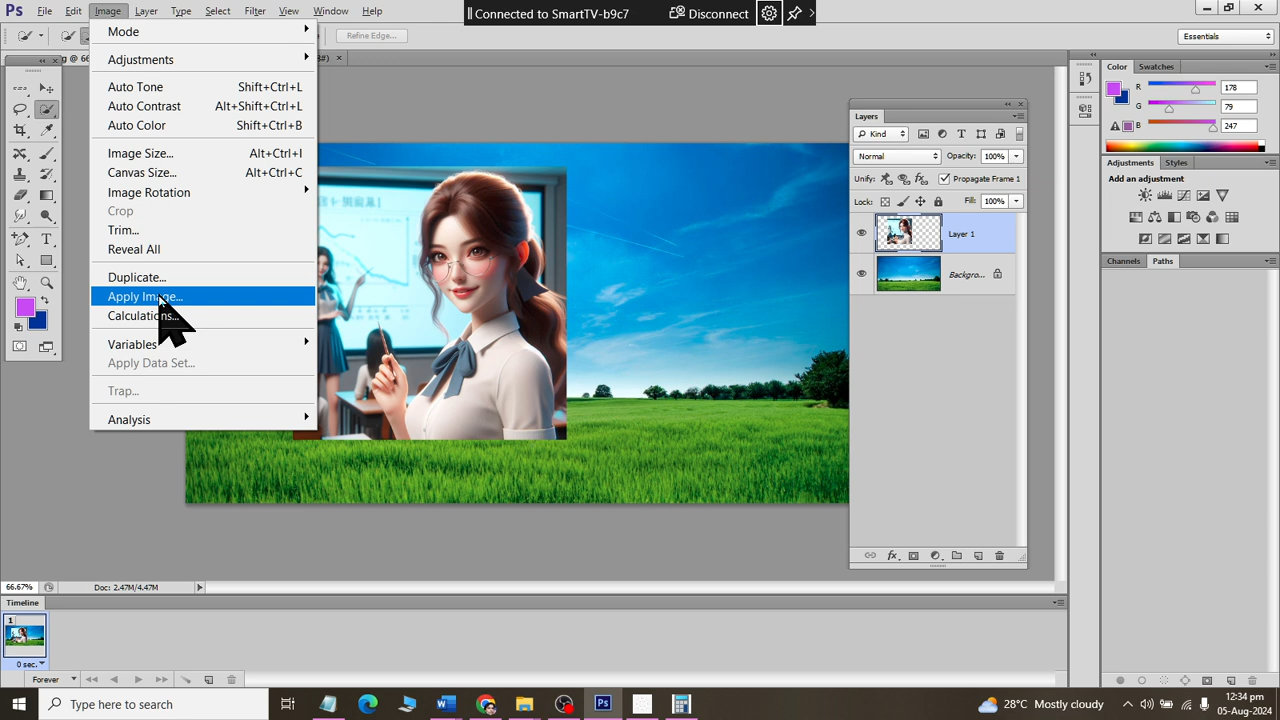 Ps File Edit Image Layer Type Select Filter View Window Help
Connected to SmartTV-b9c7 Disconnect
Refine Edge...
Essentials
Mode
Adjustments
Auto Tone Shift+Ctrl+L
Auto Contrast Alt+Shift+Ctrl+L
Auto Color Shift+Ctrl+B
Image Size... Alt+Ctrl+I
Canvas Size... Alt+Ctrl+C
Image Rotation
Crop
Trim...
Reveal All
Duplicate...
Apply Image...
Calculations...
Variables
Apply Data Set...
Trap...
Analysis
Layers
Kind
Normal Opacity: 100%
Unify: Propagate Frame 1
Lock: Fill: 100%
Layer 1
Backgro...
Color Swatches
R 178
G 79
B 247
Adjustments Styles
Add an adjustment
Channels Paths
66.67% Doc: 2.47M/4.47M
Timeline
1
0 sec.
Forever
Type here to search
28°C Mostly cloudy
12:34 pm
05-Aug-2024